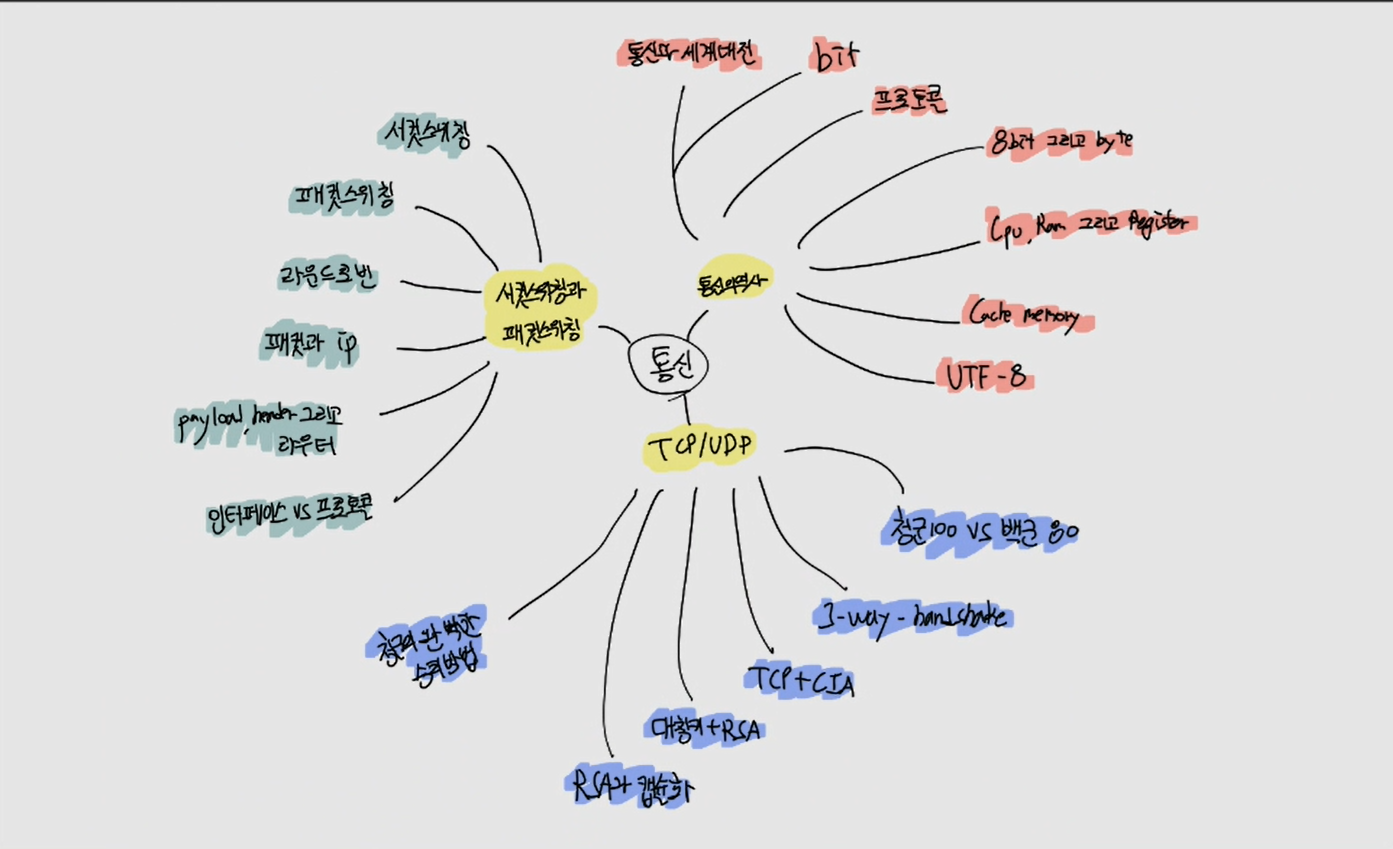 통신과 세계대전
bit
프로토콜
8bit 그리고 byte
Cpu, Ram 그리고 Register
Cache memory
UTF-8
통신의역사
서킷스위칭
패킷스위칭
라운드로빈
패킷과 ip
payload, header 그리고
라우터
인터페이스 vs 프로토콜
서킷스위칭과
패킷스위칭
통신
TCP/UDP
청군100 VS 백군 80
3-way-handshake
TCP+CIA
대칭키+RSA
RSA와 캡슐화
청군의 완벽한
승리방법